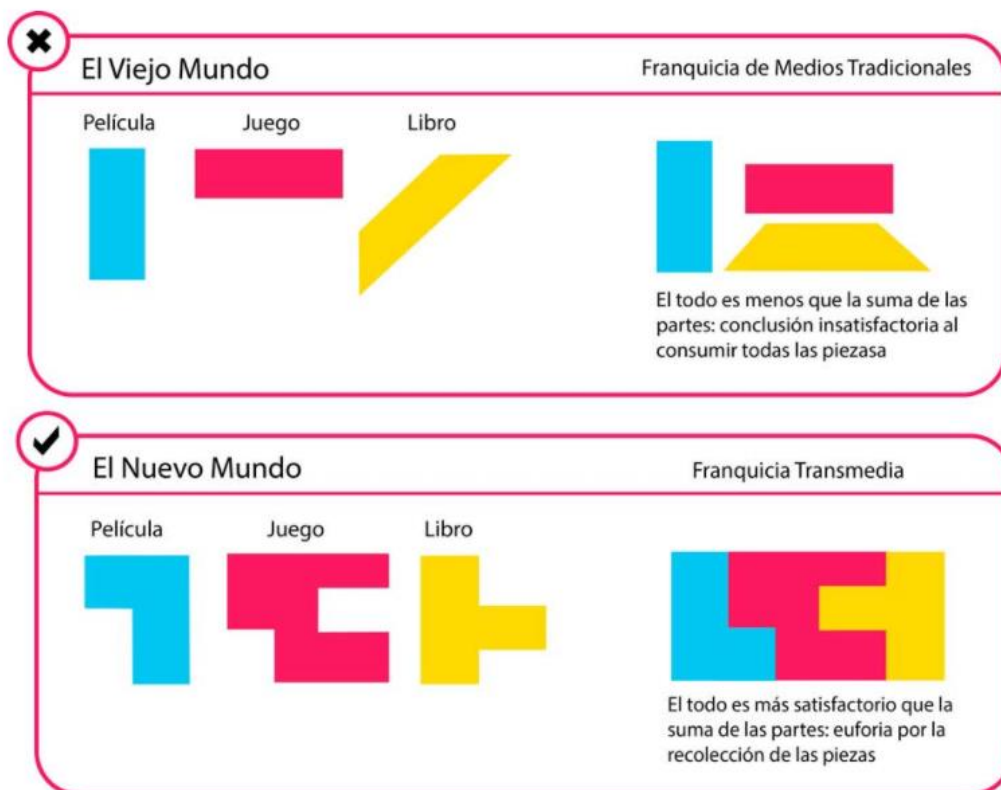 El Viejo Mundo
Franquicia de Medios Tradicionales
Película
Juego
Libro
El todo es menos que la suma de las
partes: conclusión insatisfactoria al
consumir todas las piezasa
El Nuevo Mundo
Franquicia Transmedia
Película
Juego
Libro
El todo es más satisfactorio que la
suma de las partes: euforia por la
recolección de las piezas